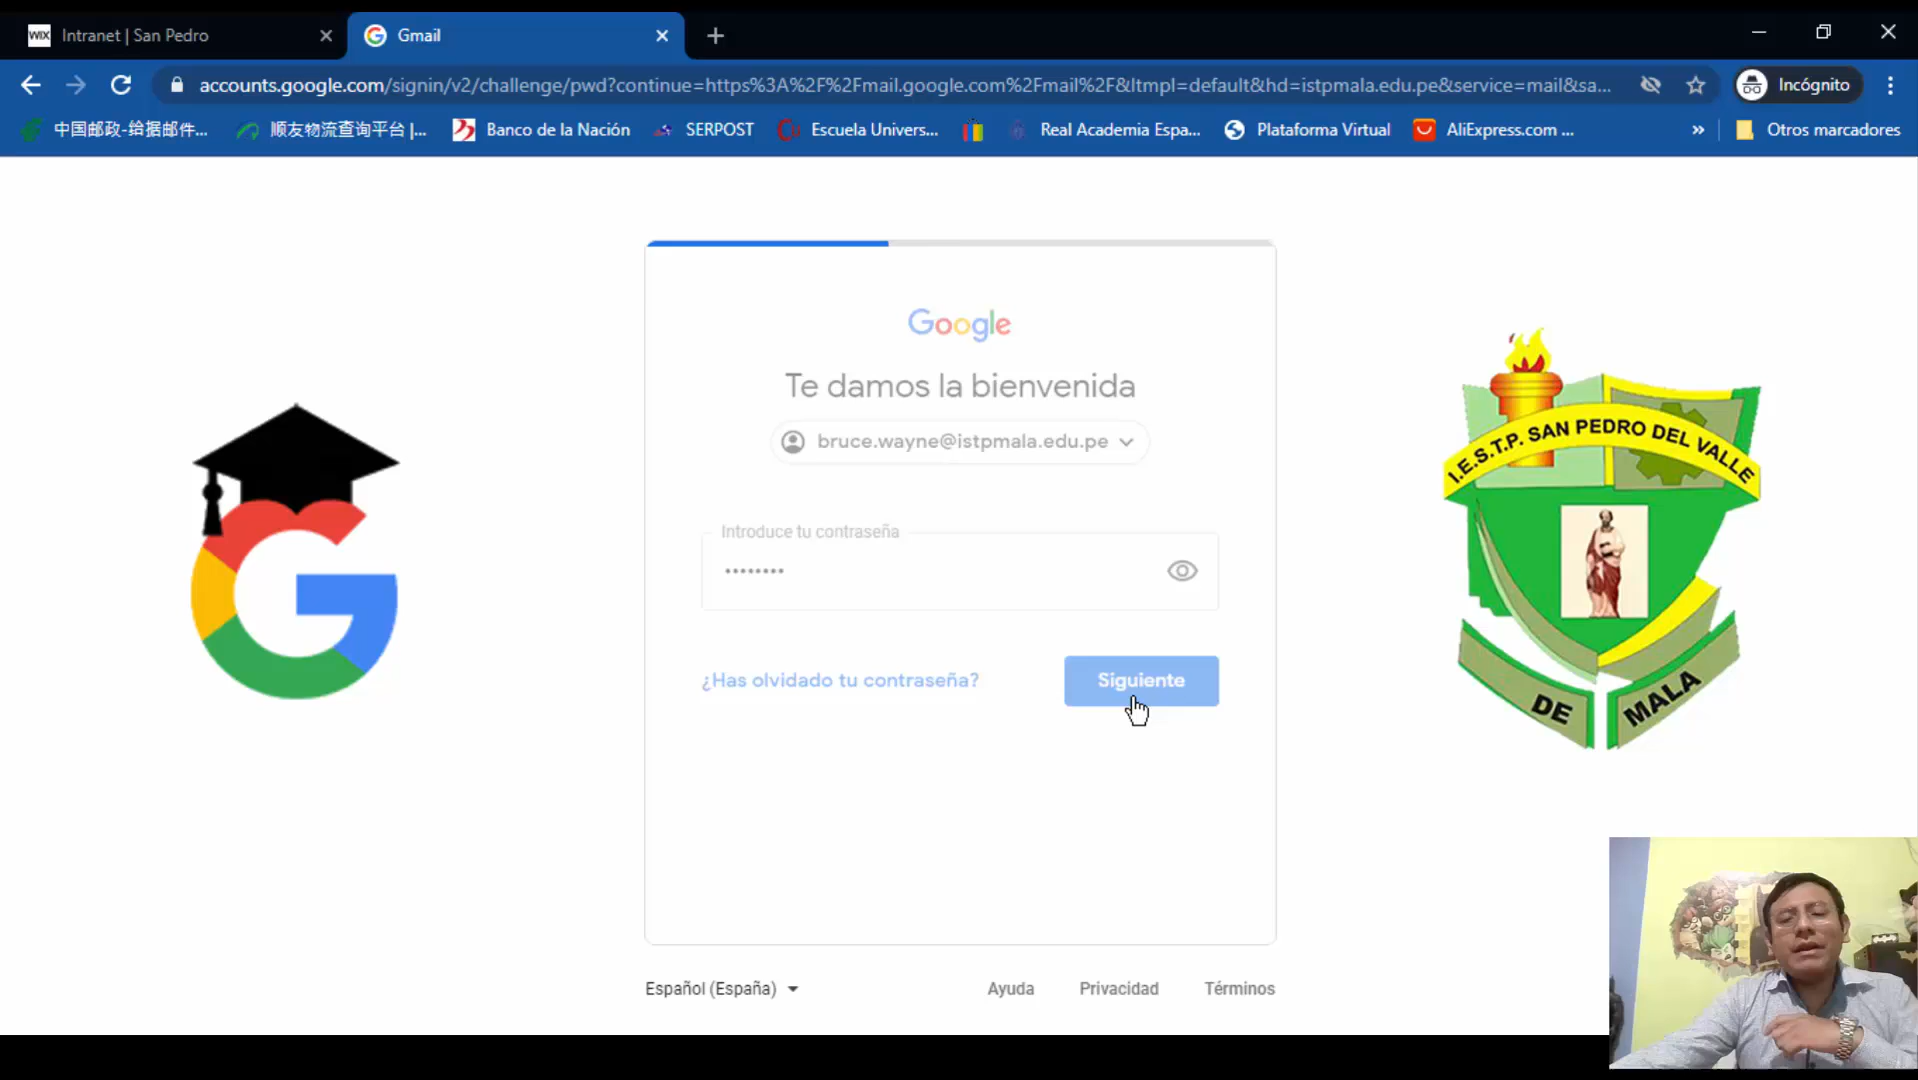 WIX Intranet | San Pedro
Gmail
accounts.google.com/signin/v2/challenge/pwd?continue=https%3A%2F%2Fmail.google.com%2Fmail%2F&ltmpl=default&hd=istpmala.edu.pe&service=mail&sa...
Incógnito
中国邮政-给据邮件... 顺友物流查询平台 |... Banco de la Nación SERPOST Escuela Univers... Real Academia Espa... Plataforma Virtual AliExpress.com ... » Otros marcadores
Google
Te damos la bienvenida
bruce.wayne@istpmala.edu.pe
Introduce tu contraseña
••••••••
¿Has olvidado tu contraseña?
Siguiente
I.E.S.T.P. SAN PEDRO DEL VALLE
DE MALA
Español (España)
Ayuda Privacidad Términos